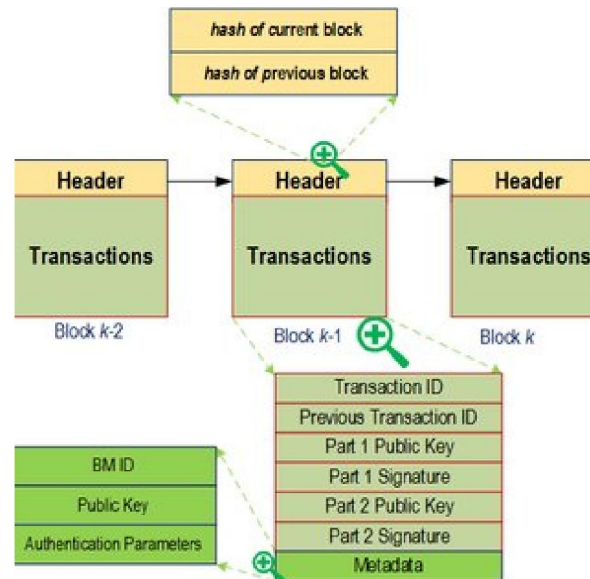 hash of current block
hash of previous block
Header
Header
Header
Transactions
Transactions
Transactions
Block k-2
Block k-1
Block k
Transaction ID
Previous Transaction ID
Part 1 Public Key
Part 1 Signature
Part 2 Public Key
Part 2 Signature
Metadata
BM ID
Public Key
Authentication Parameters